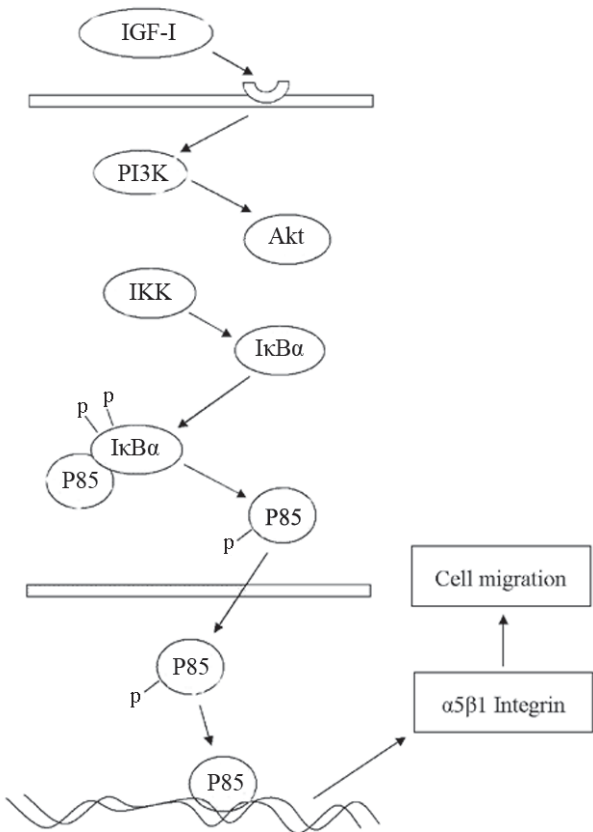 IGF-I
PI3K
Akt
IKK
IκBα
p
p
IκBα
P85
P85
p
Cell migration
P85
p
α5β1 Integrin
P85